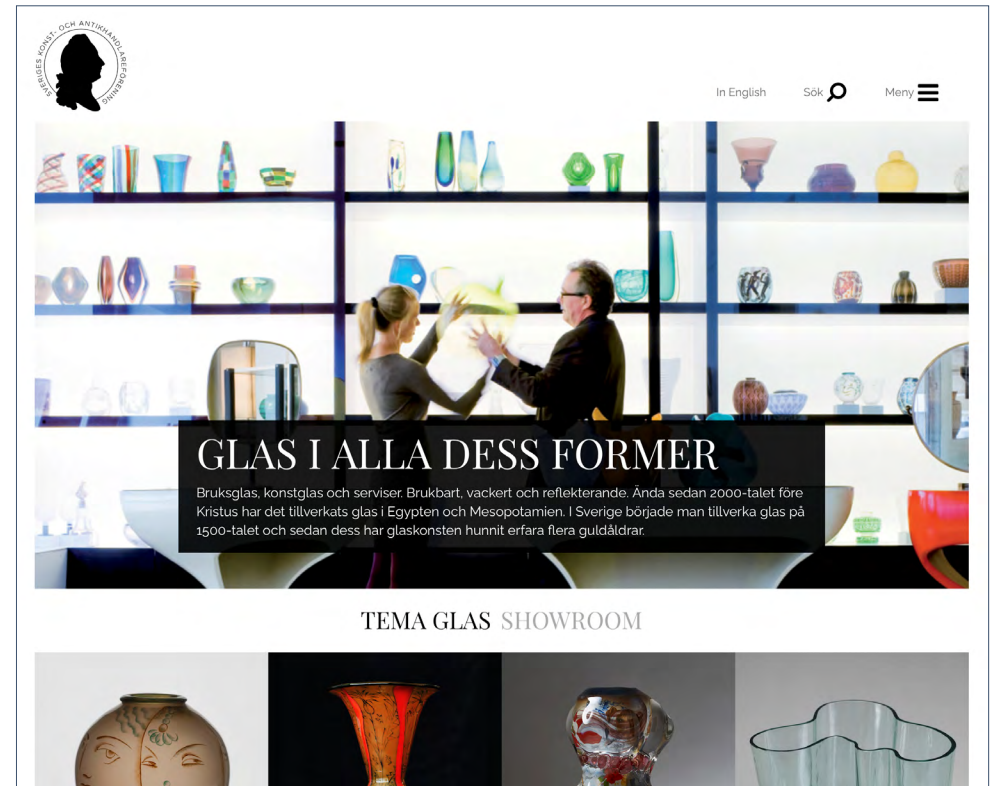 SVERIGES KONST- OCH ANTIKHANDLAREFÖRENING
In English
Sök
Meny
GLAS I ALLA DESS FORMER
Bruksglas, konstglas och serviser. Brukbart, vackert och reflekterande. Ända sedan 2000-talet före
Kristus har det tillverkats glas i Egypten och Mesopotamien. I Sverige började man tillverka glas på
1500-talet och sedan dess har glaskonsten hunnit erfara flera guldåldrar.
TEMA GLAS SHOWROOM